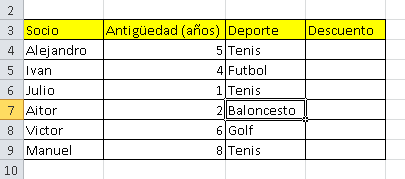 2
3 Socio Antigüedad (años) Deporte Descuento
4 Alejandro 5 Tenis
5 Ivan 4 Futbol
6 Julio 1 Tenis
7 Aitor 2 Baloncesto
8 Victor 6 Golf
9 Manuel 8 Tenis
10